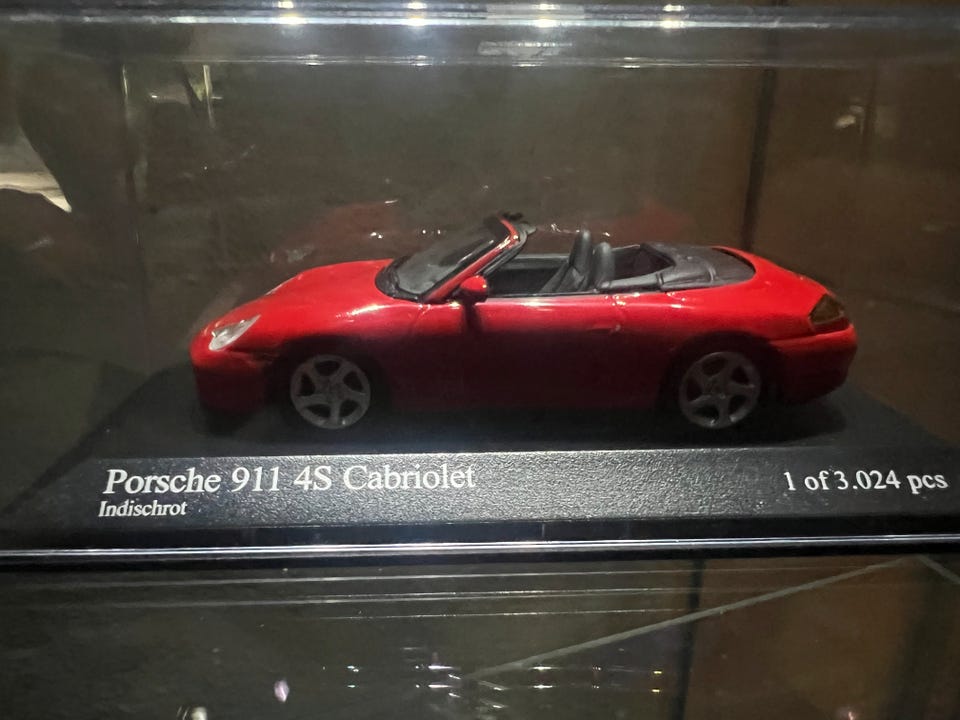 Porsche 911 4S Cabriolet 1 of 3.024 pcs
Indischrot